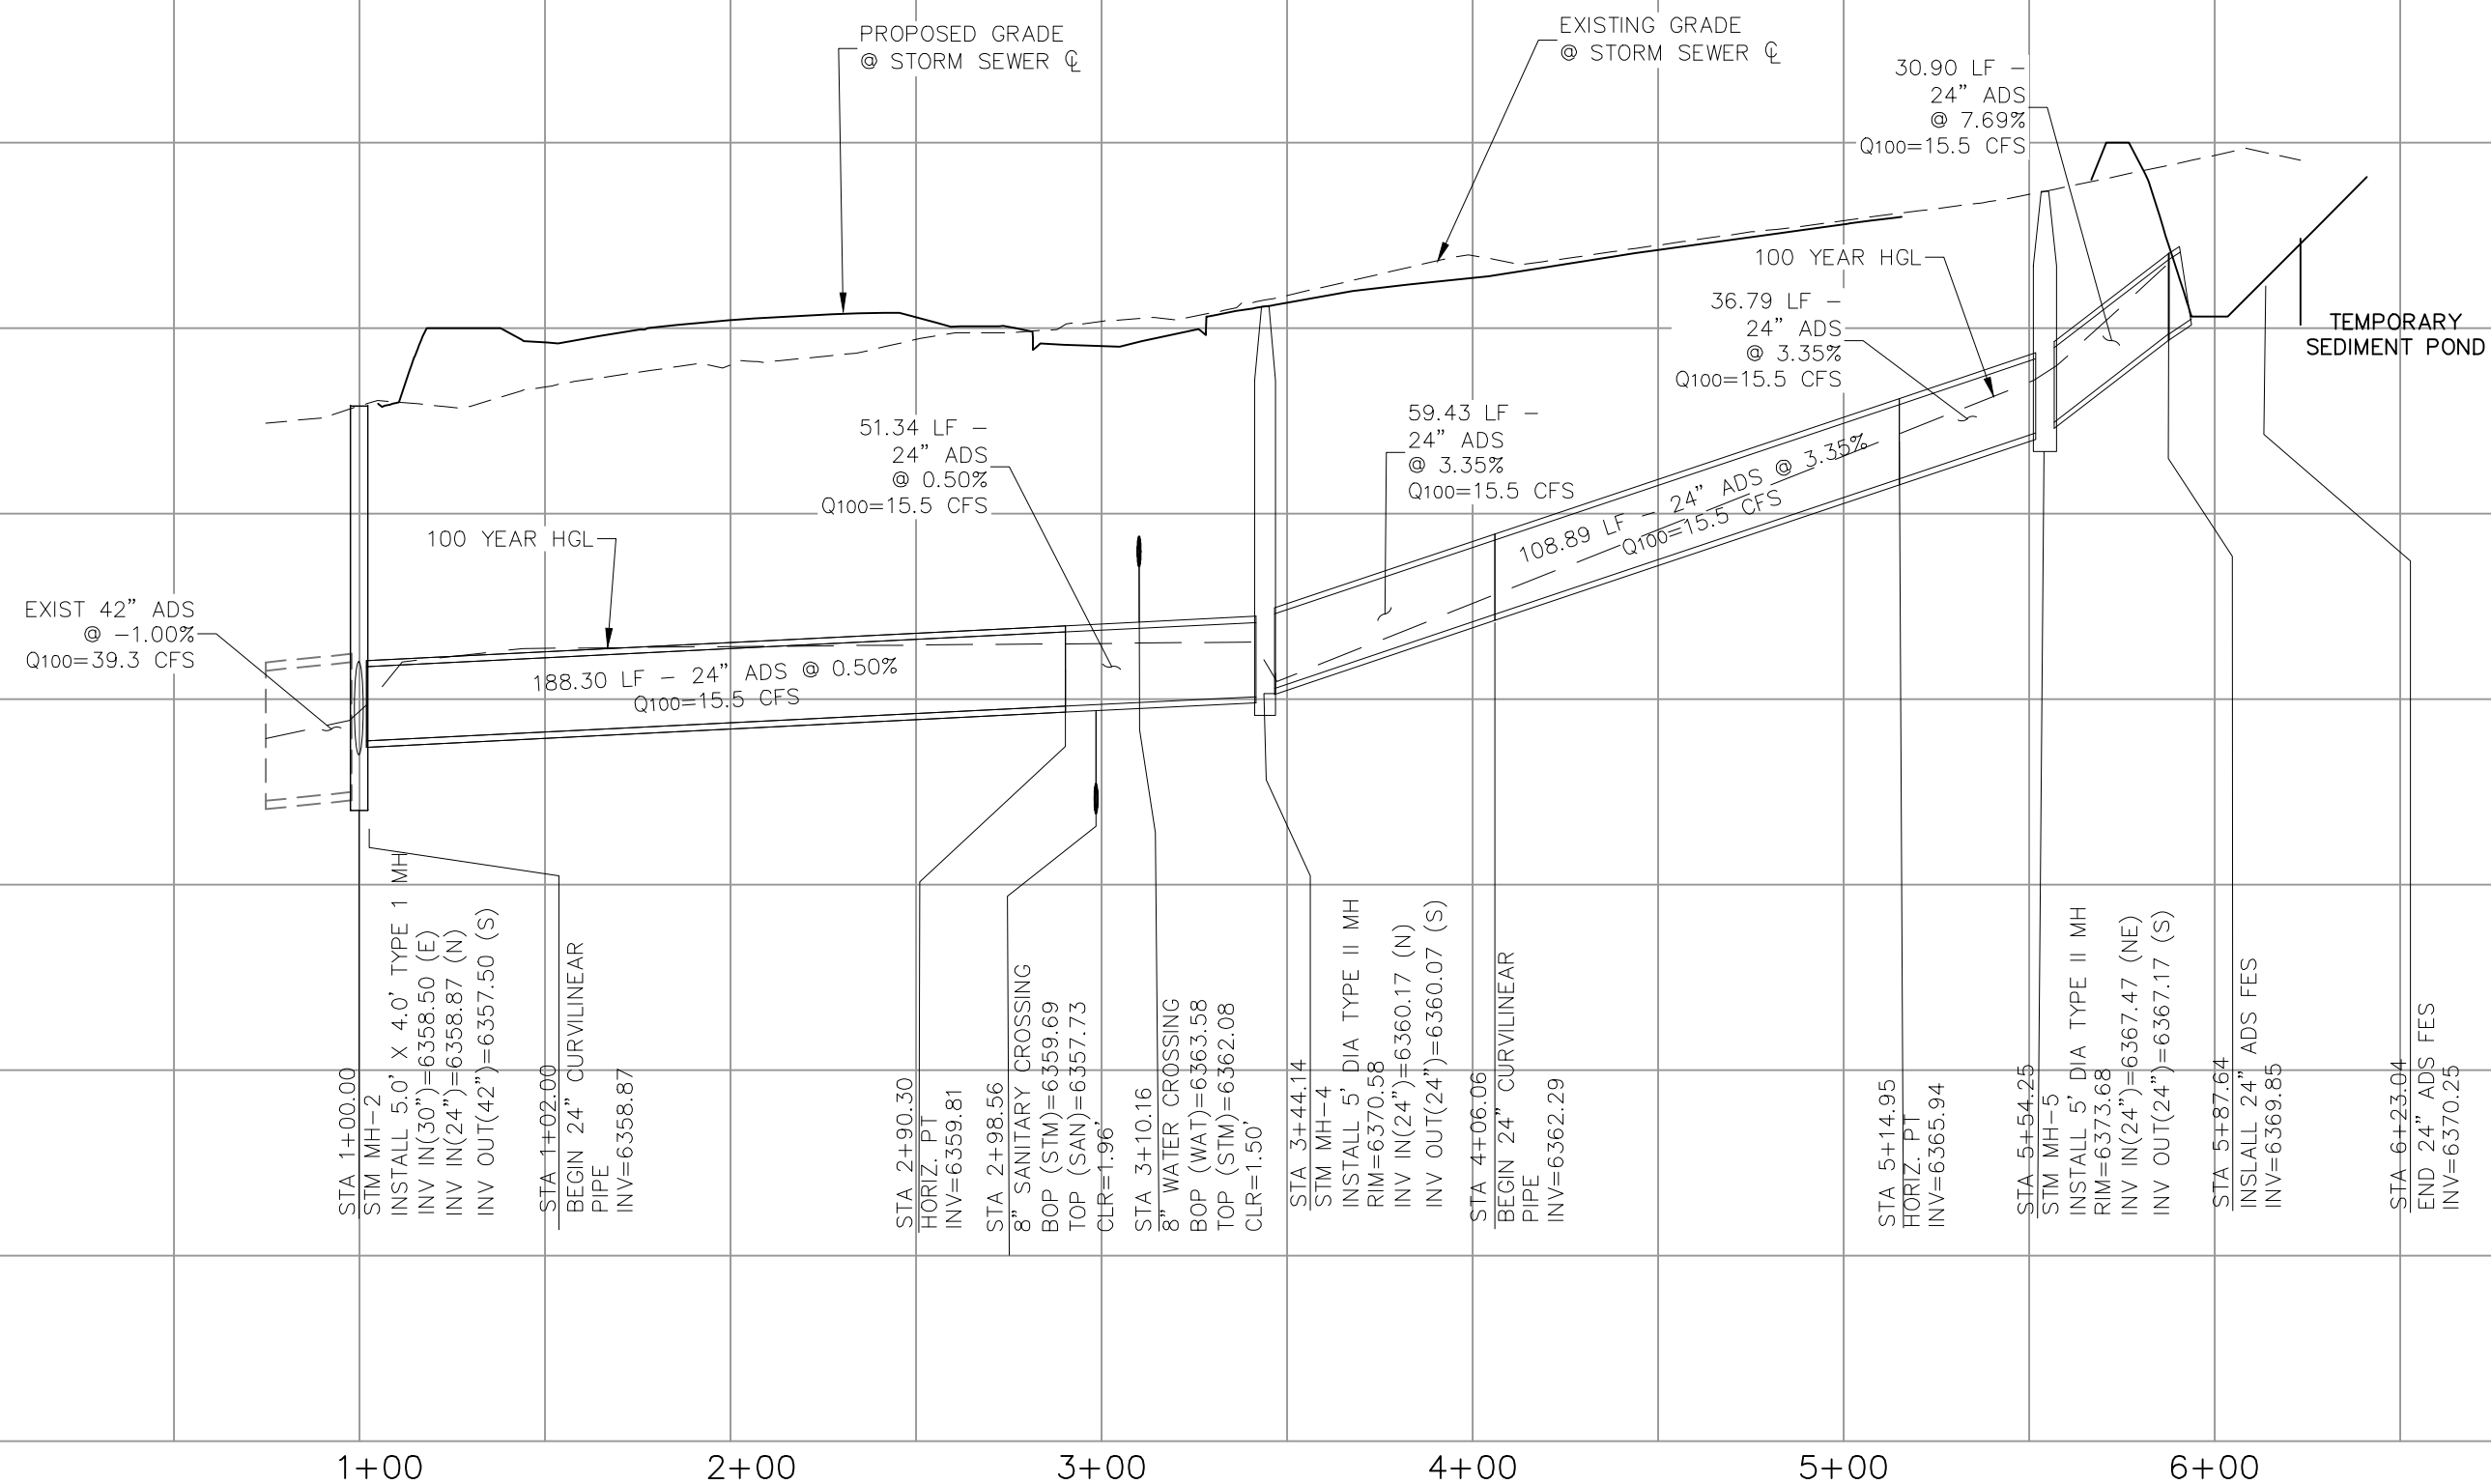 PROPOSED GRADE
@ STORM SEWER ℄
EXISTING GRADE
@ STORM SEWER ℄
30.90 LF –
24" ADS
@ 7.69%
Q100=15.5 CFS
100 YEAR HGL
36.79 LF –
24" ADS
@ 3.35%
Q100=15.5 CFS
TEMPORARY
SEDIMENT POND
51.34 LF –
24" ADS
@ 0.50%
Q100=15.5 CFS
59.43 LF –
24" ADS
@ 3.35%
Q100=15.5 CFS
108.89 LF – 24" ADS @ 3.35%
Q100=15.5 CFS
100 YEAR HGL
EXIST 42" ADS
@ -1.00%
Q100=39.3 CFS
188.30 LF – 24" ADS @ 0.50%
Q100=15.5 CFS
STA 1+00.00
STM MH-2
INSTALL 5.0' X 4.0' TYPE 1 MH
INV IN(30")=6358.50 (E)
INV IN(24")=6358.87 (N)
INV OUT(42")=6357.50 (S)
STA 1+02.00
BEGIN 24" CURVILINEAR
PIPE
INV=6358.87
STA 2+90.30
HORIZ. PT
INV=6359.81
STA 2+98.56
8" SANITARY CROSSING
BOP (STM)=6359.69
TOP (SAN)=6357.73
CLR=1.96'
STA 3+10.16
8" WATER CROSSING
BOP (WAT)=6363.58
TOP (STM)=6362.08
CLR=1.50'
STA 3+44.14
STM MH-4
INSTALL 5' DIA TYPE II MH
RIM=6370.58
INV IN(24")=6360.17 (N)
INV OUT(24")=6360.07 (S)
STA 4+06.06
BEGIN 24" CURVILINEAR
PIPE
INV=6362.29
STA 5+14.95
HORIZ. PT
INV=6365.94
STA 5+54.25
STM MH-5
INSTALL 5' DIA TYPE II MH
RIM=6373.68
INV IN(24")=6367.47 (NE)
INV OUT(24")=6367.17 (S)
STA 5+87.64
INSLALL 24" ADS FES
INV=6369.85
STA 6+23.04
END 24" ADS FES
INV=6370.25
1+00
2+00
3+00
4+00
5+00
6+00